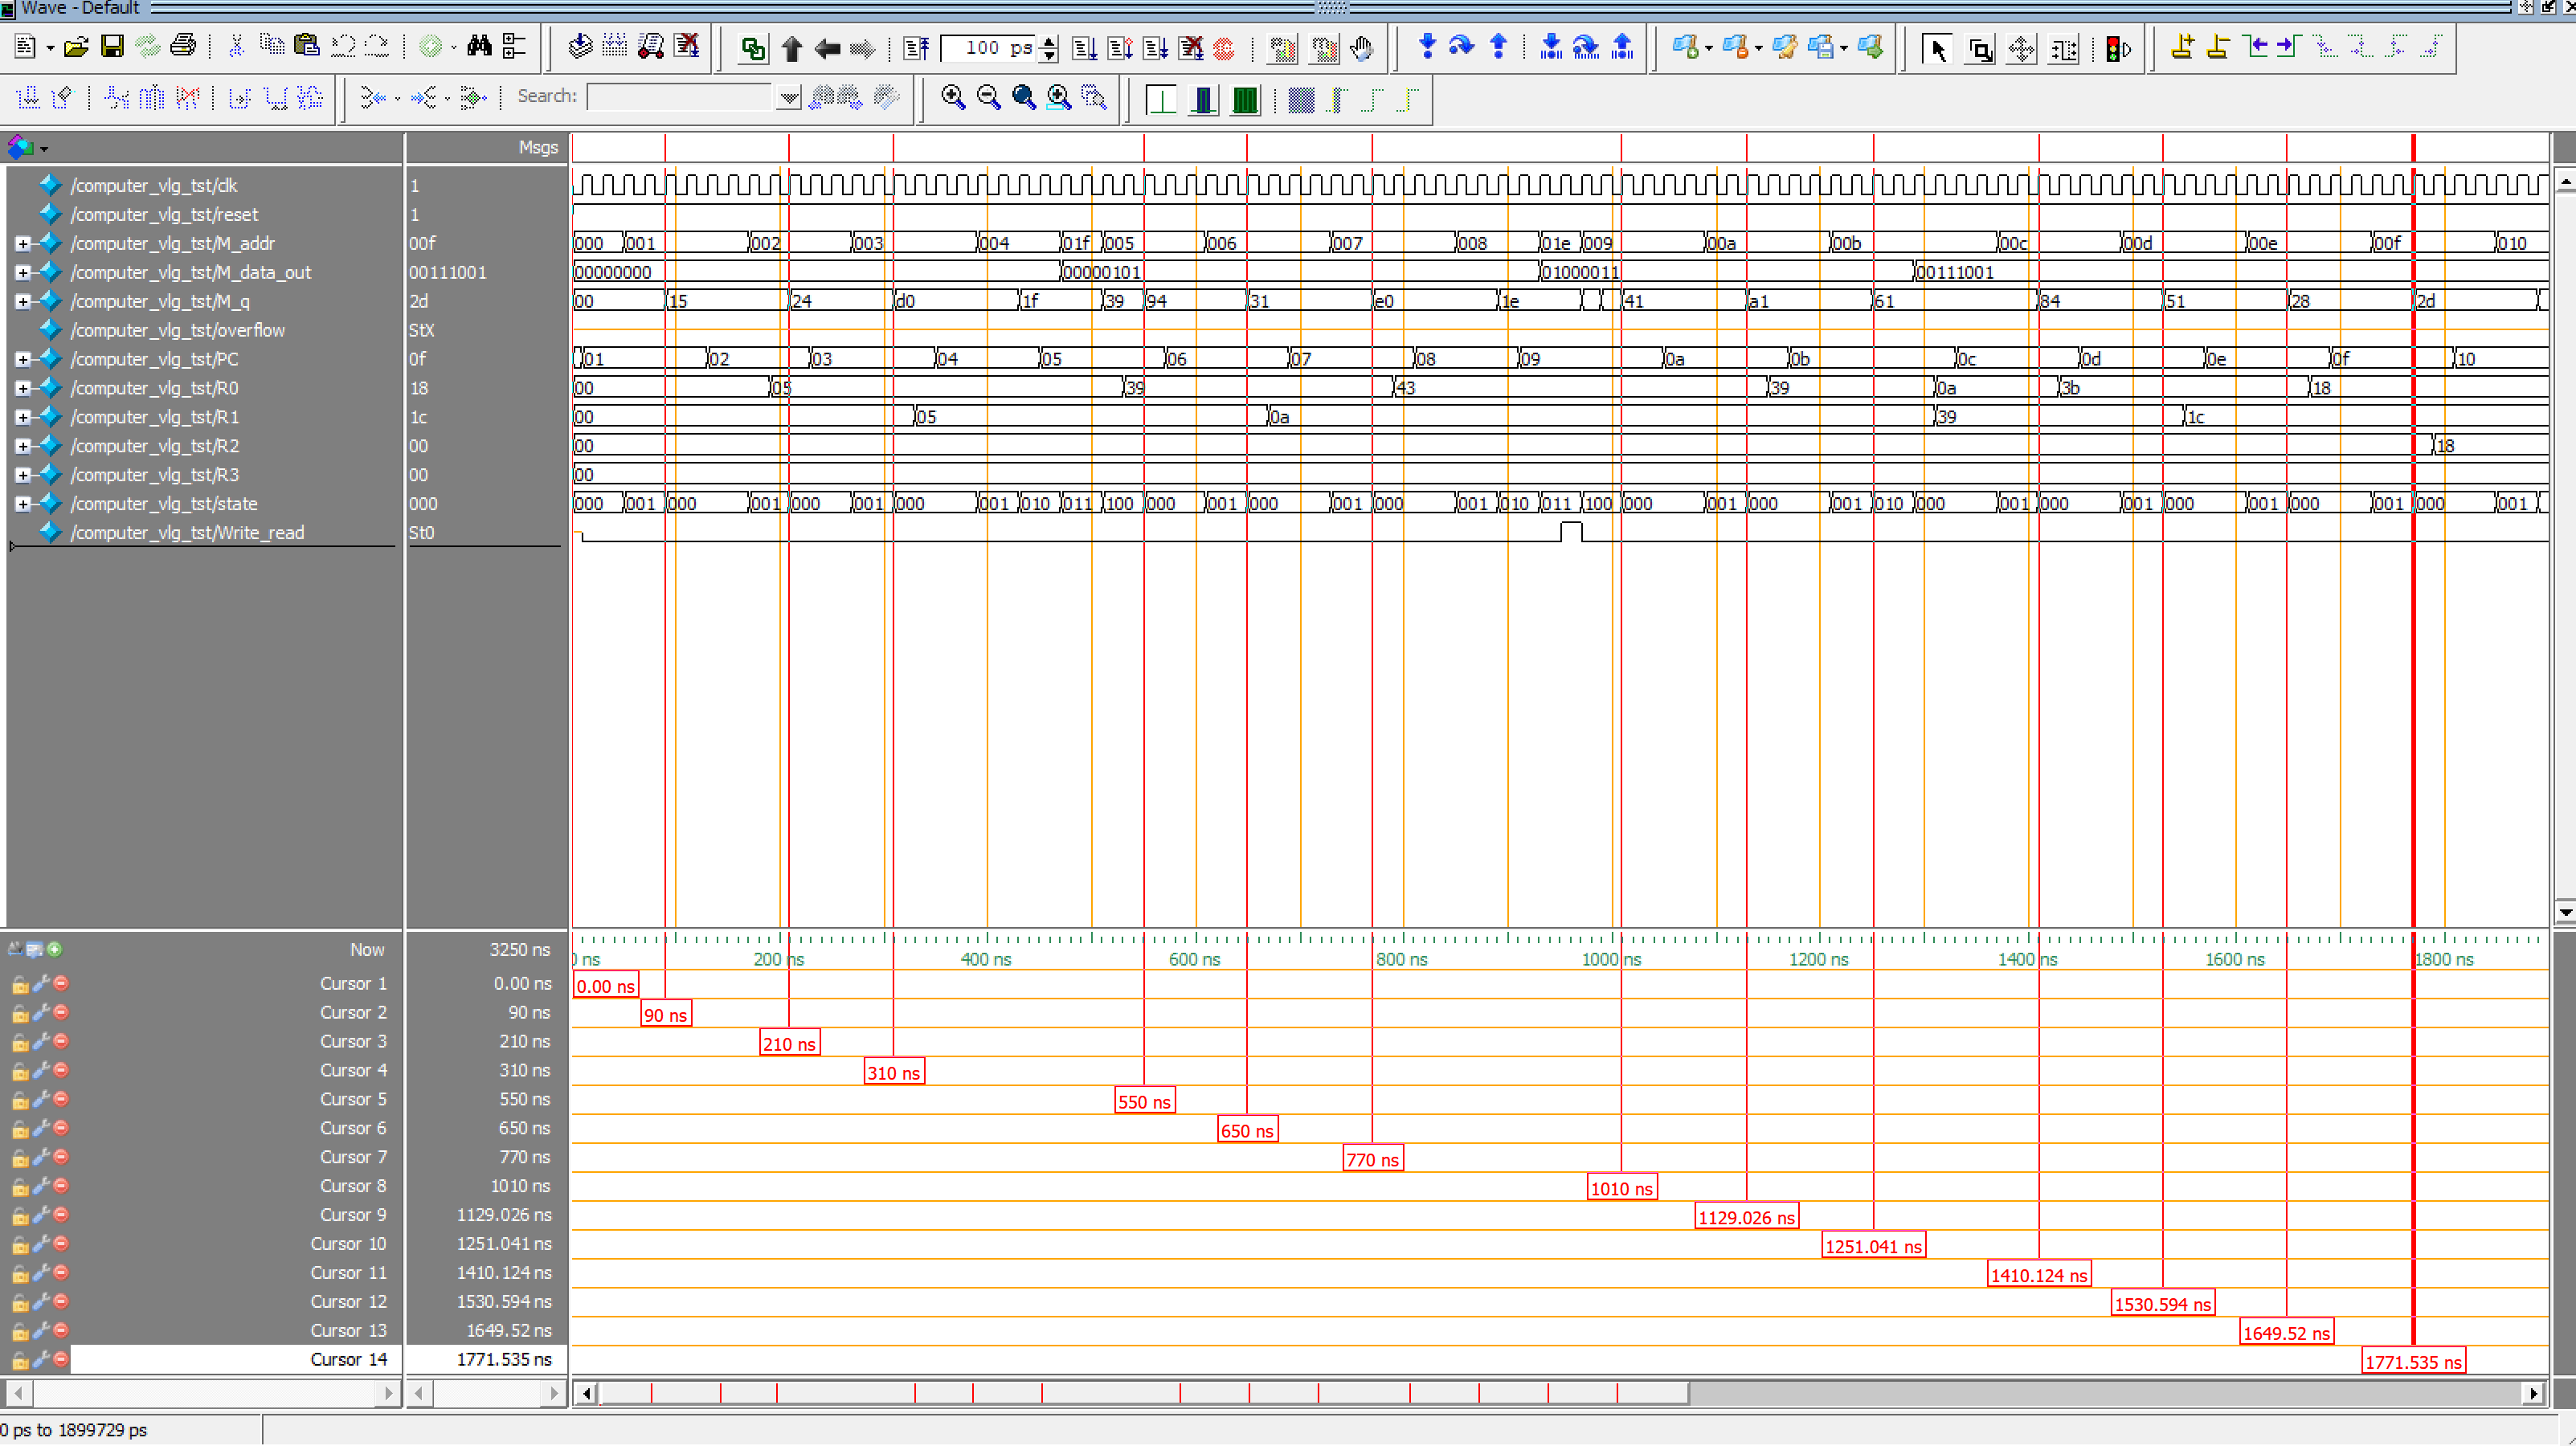 Wave - Default
100 ps
Search:
Msgs
/computer_vlg_tst/clk 1
/computer_vlg_tst/reset 1
/computer_vlg_tst/M_addr 00f 000 001 002 003 004 01f 005 006 007 008 01e 009 00a 00b 00c 00d 00e 00f 010
/computer_vlg_tst/M_data_out 00111001 00000000 00000101 01000011 00111001
/computer_vlg_tst/M_q 2d 00 15 24 d0 1f 39 94 31 e0 1e 41 a1 61 84 51 28 2d
/computer_vlg_tst/overflow StX
/computer_vlg_tst/PC 0f 01 02 03 04 05 06 07 08 09 0a 0b 0c 0d 0e 0f 10
/computer_vlg_tst/R0 18 00 05 39 43 39 0a 3b 18
/computer_vlg_tst/R1 1c 00 05 0a 39 1c
/computer_vlg_tst/R2 00 00 18
/computer_vlg_tst/R3 00 00
/computer_vlg_tst/state 000 000 001 000 001 000 001 000 001 010 011 100 000 001 000 001 000 001 010 011 100 000 001 000 001 010 000 001 000 001 000 001 000 001 000 001
/computer_vlg_tst/Write_read St0
Now 3250 ns 0 ns 200 ns 400 ns 600 ns 800 ns 1000 ns 1200 ns 1400 ns 1600 ns 1800 ns
Cursor 1 0.00 ns 0.00 ns
Cursor 2 90 ns 90 ns
Cursor 3 210 ns 210 ns
Cursor 4 310 ns 310 ns
Cursor 5 550 ns 550 ns
Cursor 6 650 ns 650 ns
Cursor 7 770 ns 770 ns
Cursor 8 1010 ns 1010 ns
Cursor 9 1129.026 ns 1129.026 ns
Cursor 10 1251.041 ns 1251.041 ns
Cursor 11 1410.124 ns 1410.124 ns
Cursor 12 1530.594 ns 1530.594 ns
Cursor 13 1649.52 ns 1649.52 ns
Cursor 14 1771.535 ns 1771.535 ns
0 ps to 1899729 ps